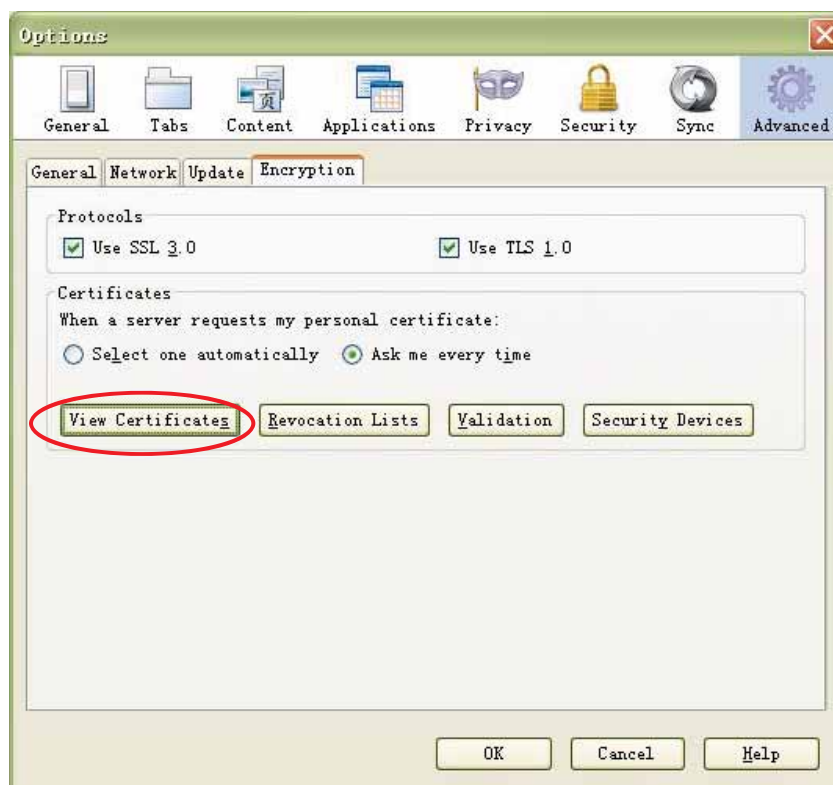 Options
General Tabs Content Applications Privacy Security Sync Advanced
页
General Network Update Encryption
Protocols
Use SSL 3.0 Use TLS 1.0
Certificates
When a server requests my personal certificate:
Select one automatically Ask me every time
View Certificates Revocation Lists Validation Security Devices
OK Cancel Help